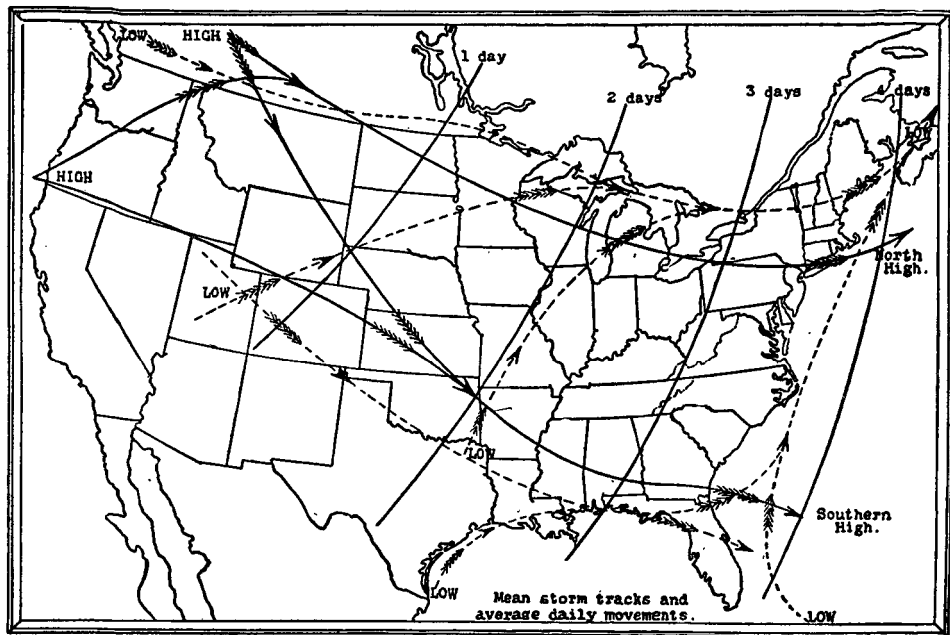 LOW
HIGH
1 day
2 days
3 days
4 days
LOW
HIGH
North
High.
LOW
LOW
Southern
High.
LOW
Mean storm tracks and
average daily movements.
LOW